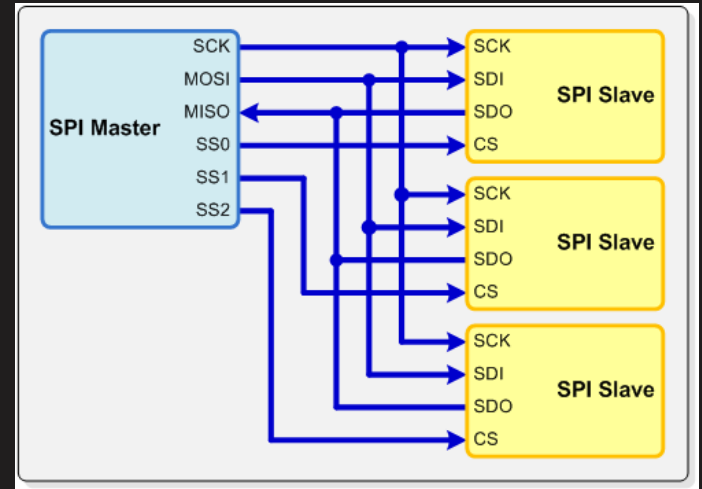 SPI Master
SCK
MOSI
MISO
SS0
SS1
SS2
SCK
SDI
SDO
CS
SPI Slave
SCK
SDI
SDO
CS
SPI Slave
SCK
SDI
SDO
CS
SPI Slave